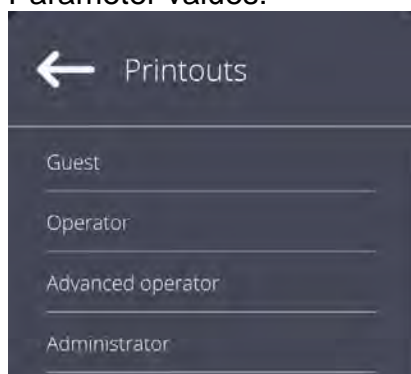 Parameter values:
Printouts
Guest
Operator
Advanced operator
Administrator